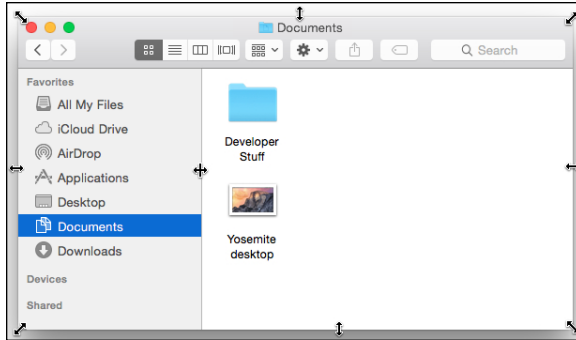 Documents
Search
Favorites
All My Files
iCloud Drive
AirDrop
Applications
Desktop
Documents
Downloads
Devices
Shared
Developer
Stuff
Yosemite
desktop